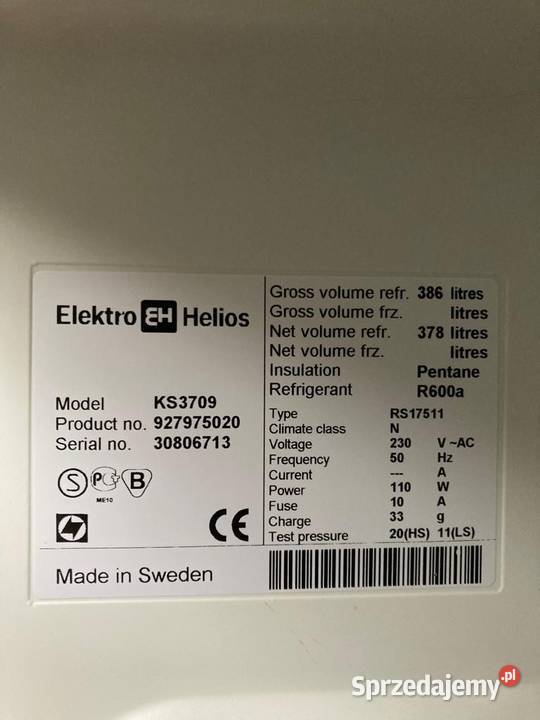 Elektro EH Helios
Model KS3709
Product no. 927975020
Serial no. 30806713
S PC B
ME10
CE
Made in Sweden
Gross volume refr. 386 litres
Gross volume frz. litres
Net volume refr. 378 litres
Net volume frz. litres
Insulation Pentane
Refrigerant R600a
Type RS17511
Climate class N
Voltage 230 V ~AC
Frequency 50 Hz
Current --- A
Power 110 W
Fuse 10 A
Charge 33 g
Test pressure 20(HS) 11(LS)
Sprzedajemy.pl